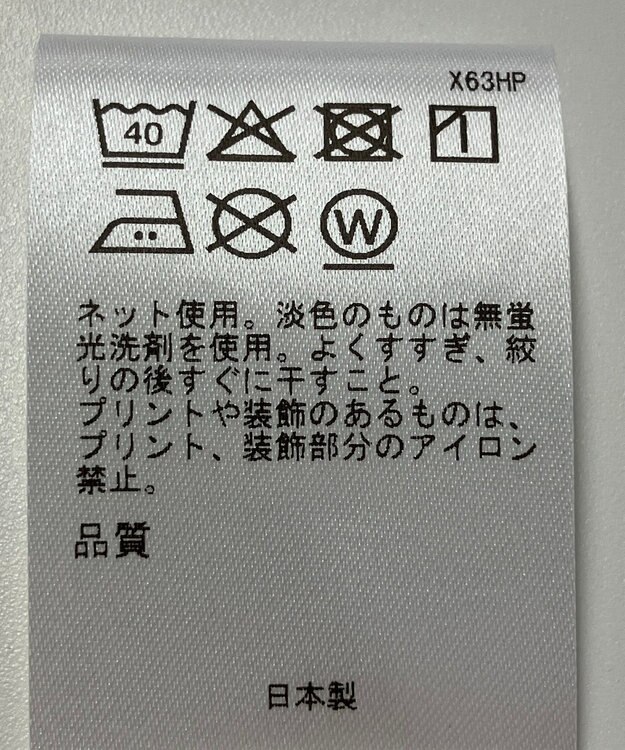 X63HP
40
W
ネット使用。淡色のものは無蛍
光洗剤を使用。よくすすぎ、絞
りの後すぐに干すこと。
プリントや装飾のあるものは、
プリント、装飾部分のアイロン
禁止。
品質
日本製